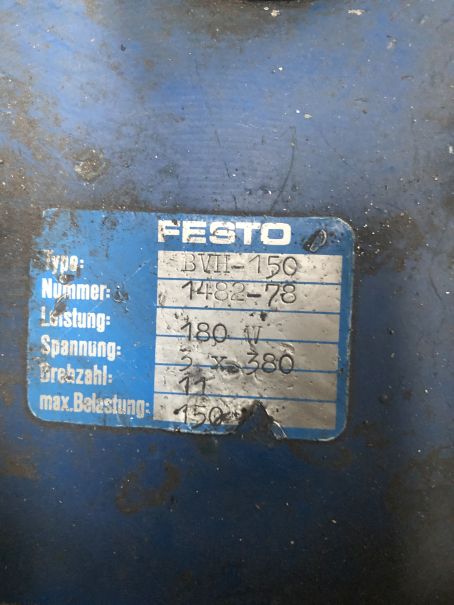 FESTO
Type: BVII-150
Nummer: 1482-78
Leistung: 180 W
Spannung: 3 x 380
Drehzahl: 11
max.Belastung: 150